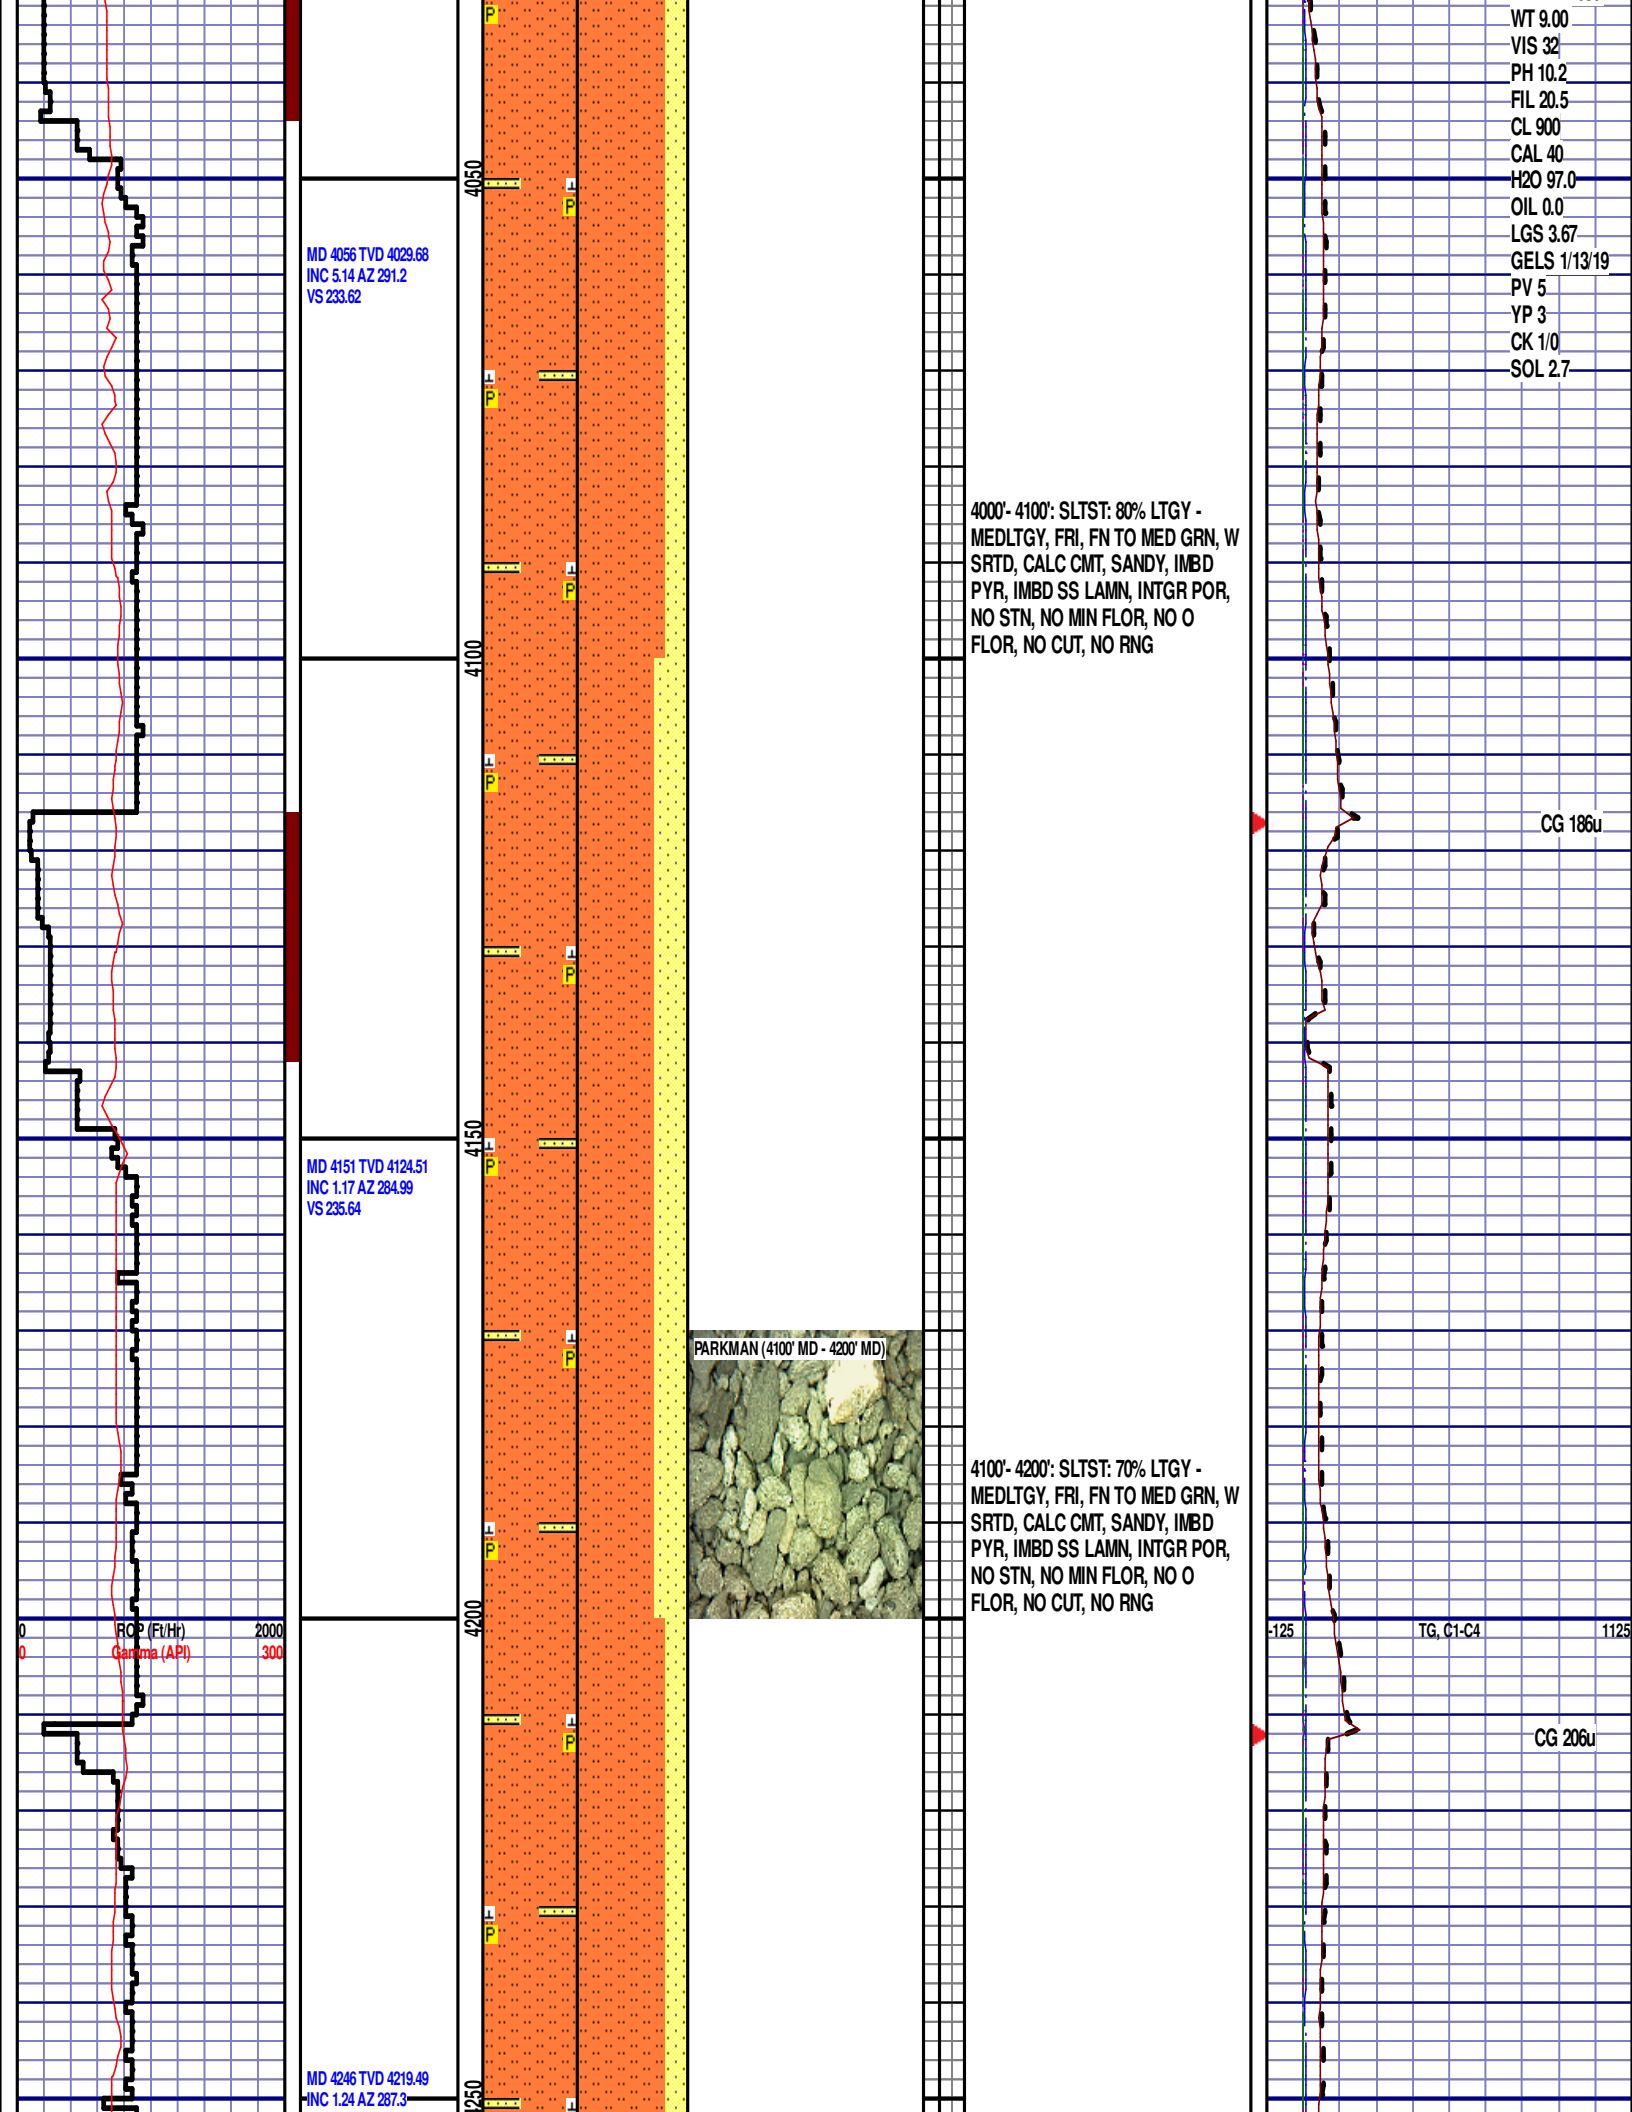 WT 9.00
VIS 32
PH 10.2
FIL 20.5
CL 900
CAL 40
H2O 97.0
OIL 0.0
LGS 3.67
GELS 1/13/19
PV 5
YP 3
CK 1/0
SOL 2.7
P
4050
P
MD 4056 TVD 4029.68
INC 5.14 AZ 291.2
VS 233.62
P
4000'- 4100': SLTST: 80% LTGY -
MEDLTGY, FRI, FN TO MED GRN, W
SRTD, CALC CMT, SANDY, IMBD
PYR, IMBD SS LAMN, INTGR POR,
NO STN, NO MIN FLOR, NO O
FLOR, NO CUT, NO RNG
P
4100
P
CG 186u
P
4150
P
MD 4151 TVD 4124.51
INC 1.17 AZ 284.99
VS 235.64
PARKMAN (4100' MD - 4200' MD)
P
4100'- 4200': SLTST: 70% LTGY -
MEDLTGY, FRI, FN TO MED GRN, W
SRTD, CALC CMT, SANDY, IMBD
PYR, IMBD SS LAMN, INTGR POR,
NO STN, NO MIN FLOR, NO O
FLOR, NO CUT, NO RNG
P
4200
0 ROP (Ft/Hr) 2000
0 Gamma (API) 300
-125 TG, C1-C4 1125
P
CG 206u
P
MD 4246 TVD 4219.49
INC 1.24 AZ 287.3
4250